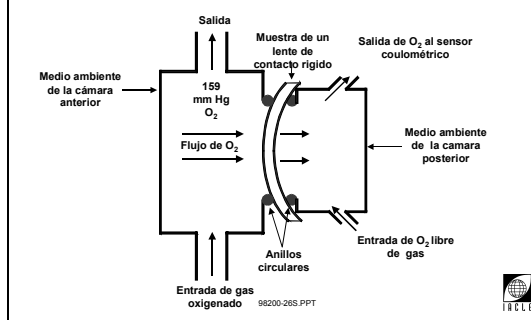 Salida
Muestra de un
lente de
contacto rigido
Salida de O2 al sensor
coulométrico
Medio ambiente
de la cámara
anterior
159
mm Hg
O2
Flujo de O2
Medio ambiente
de la camara
posterior
Anillos
circulares
Entrada de O2 libre
de gas
Entrada de gas
oxigenado
98200-26S.PPT
IACLE